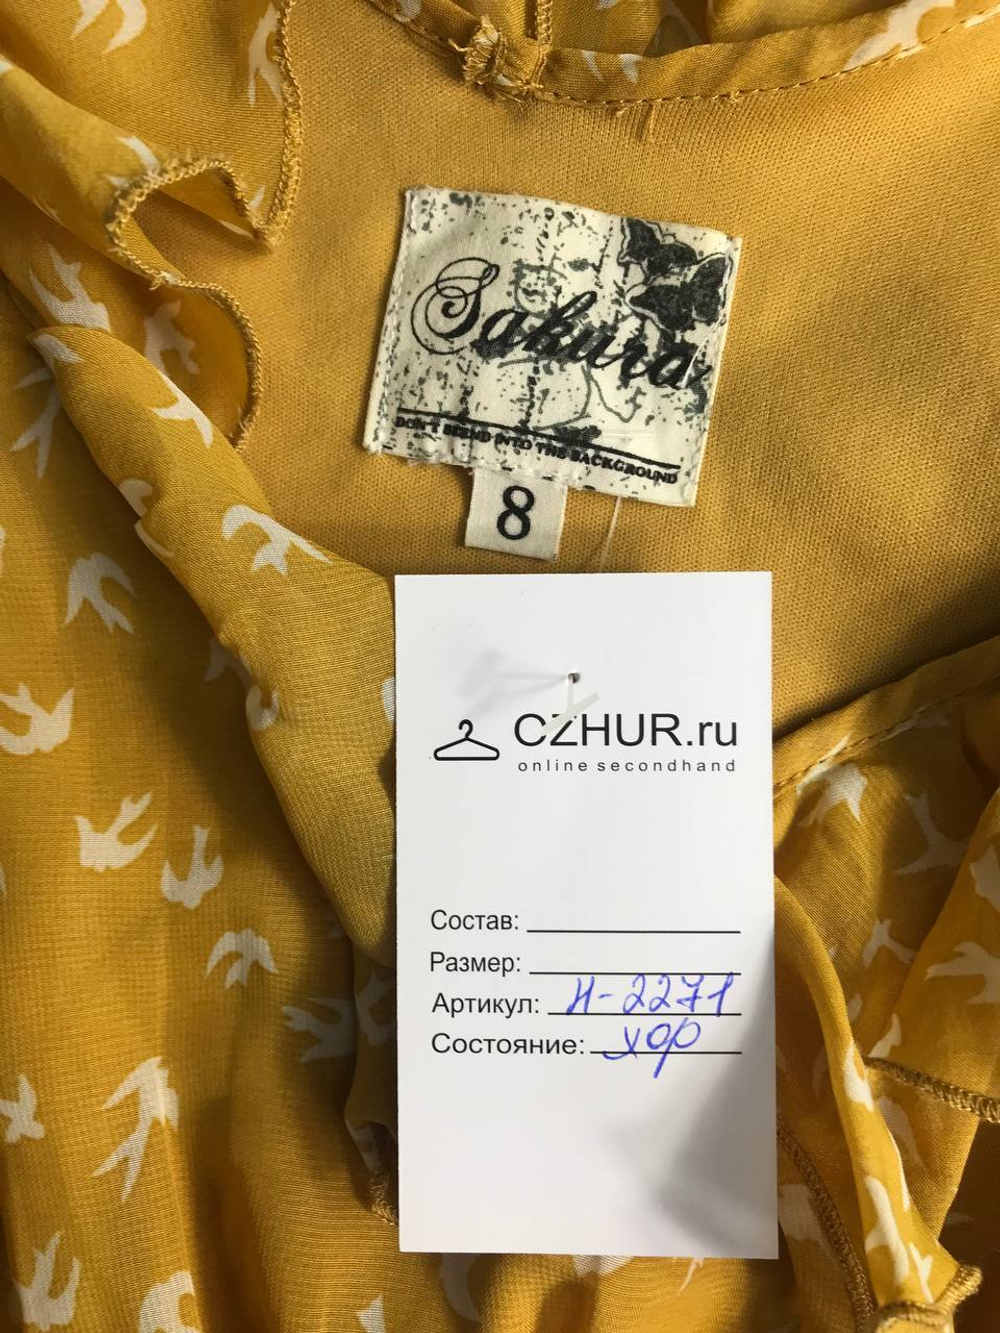 Sakura
DON'T BLEND INTO THE BACKGROUND
8
CZHUR.ru
online secondhand
Состав:
Размер:
Артикул: Н-2271
Состояние: хор